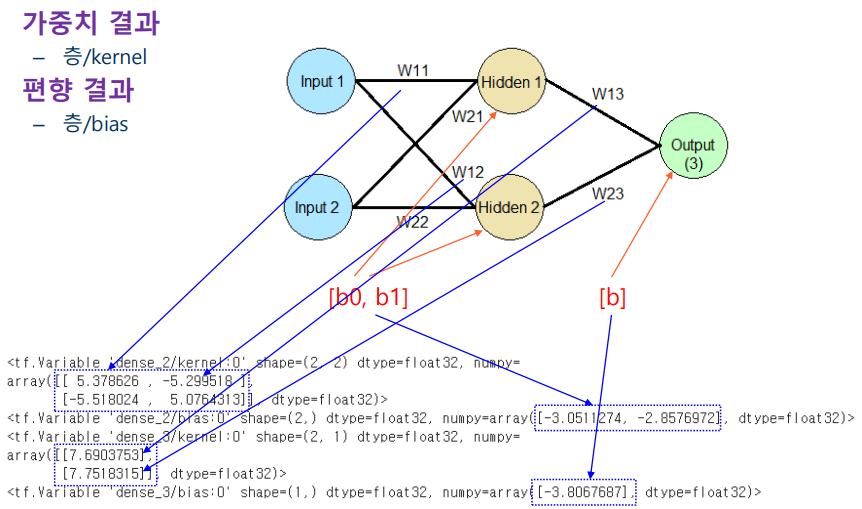 가중치 결과
– 층/kernel
편향 결과
– 층/bias
Input 1
W11
Hidden 1
W13
W21
Output
(3)
W12
Input 2
W22
Hidden 2
W23
[b0, b1]
[b]
<tf.Variable 'dense_2/kernel:0' shape=(2, 2) dtype=float32, numpy=
array([[ 5.378626 , -5.299518 ],
[-5.518024 , 5.0764313]], dtype=float32)>
<tf.Variable 'dense_2/bias:0' shape=(2,) dtype=float32, numpy=array([-3.0511274, -2.8576972], dtype=float32)>
<tf.Variable 'dense_3/kernel:0' shape=(2, 1) dtype=float32, numpy=
array([[7.6903753],
[7.7518315]], dtype=float32)>
<tf.Variable 'dense_3/bias:0' shape=(1,) dtype=float32, numpy=array([-3.8067687], dtype=float32)>